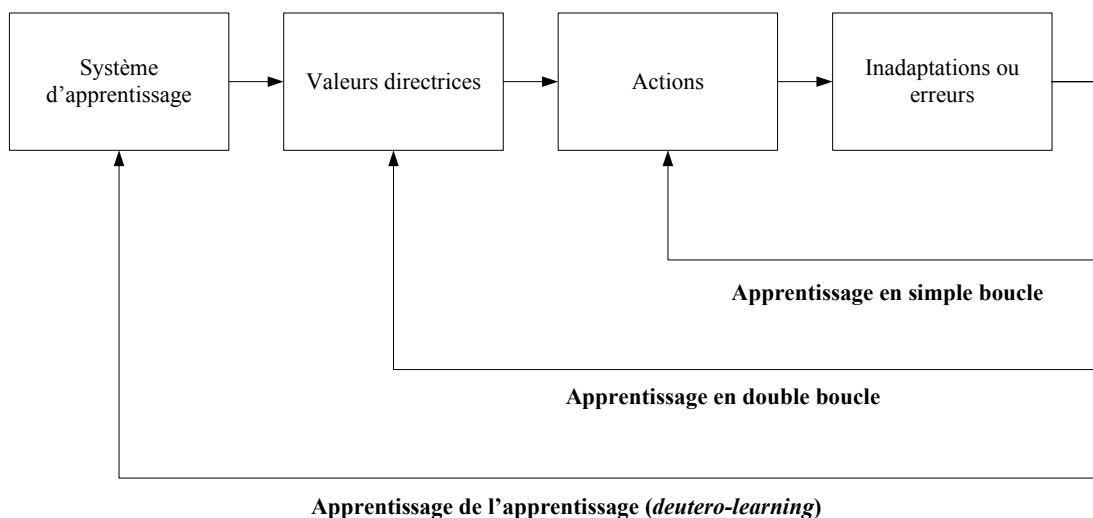 Système
d'apprentissage
Valeurs directrices
Actions
Inadaptations ou
erreurs
Apprentissage en simple boucle
Apprentissage en double boucle
Apprentissage de l’apprentissage (deutero-learning)